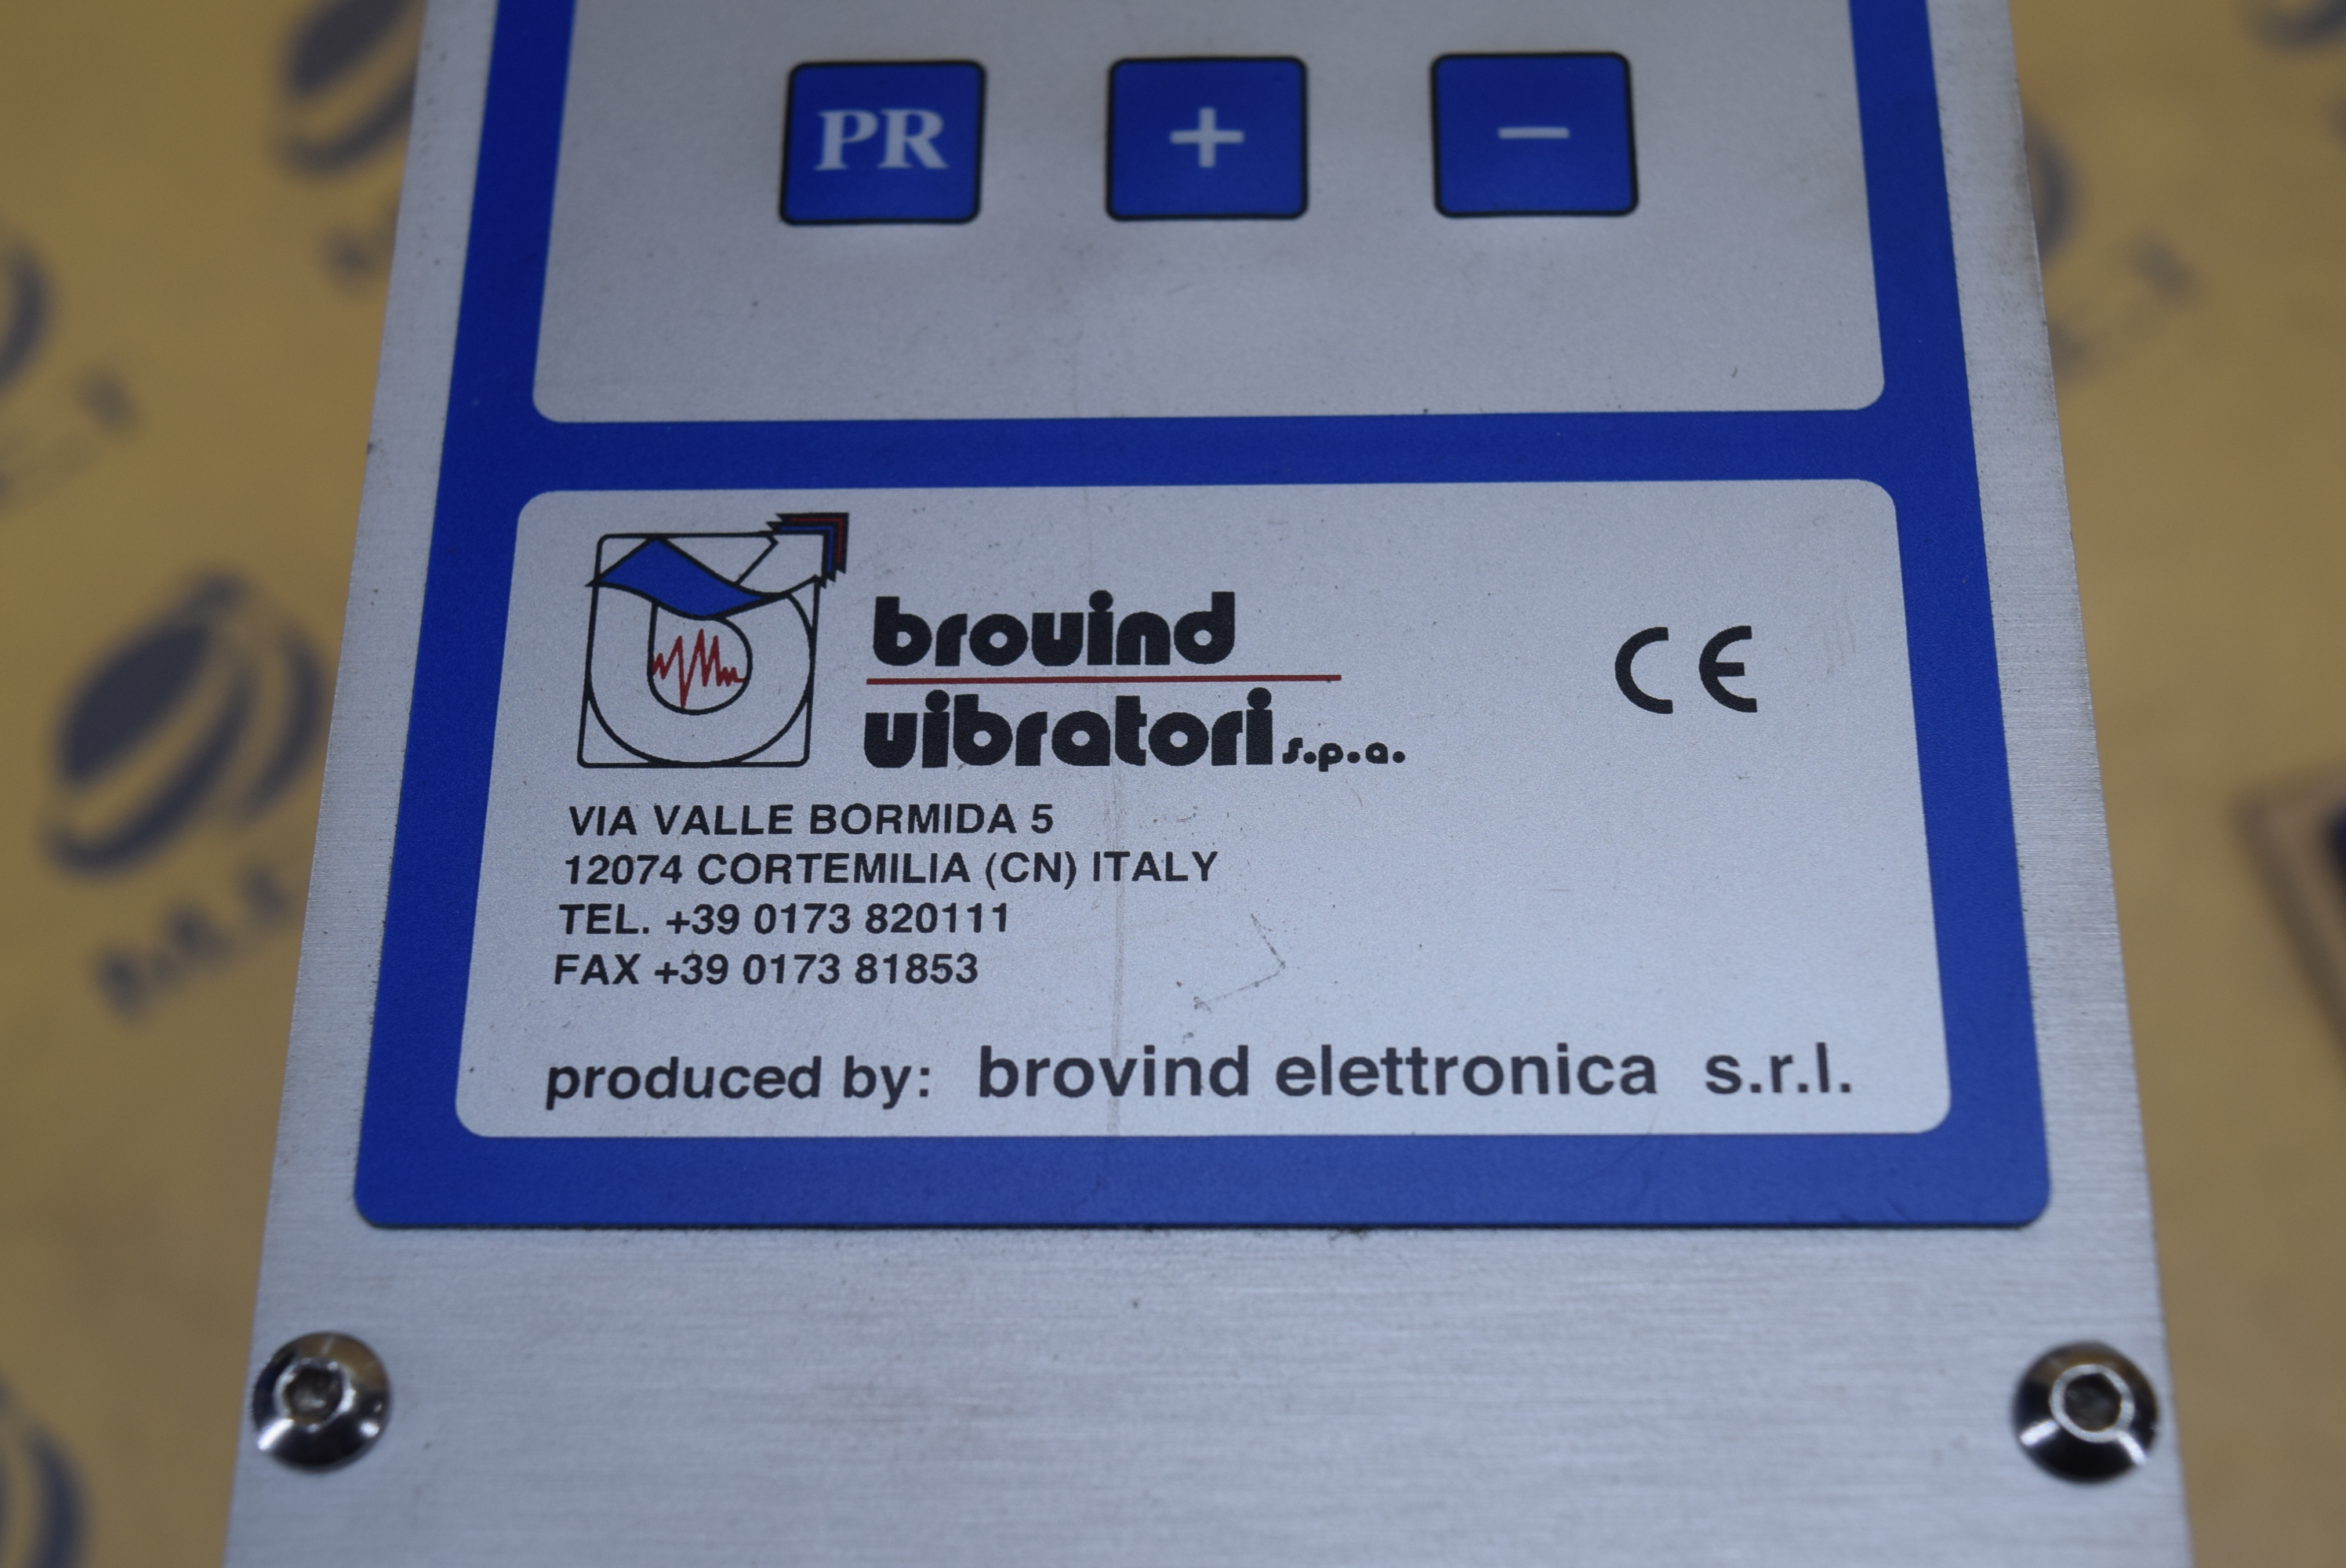 PR + −
brovind
vibratori s.p.a.
CE
VIA VALLE BORMIDA 5
12074 CORTEMILIA (CN) ITALY
TEL. +39 0173 820111
FAX +39 0173 81853
produced by: brovind elettronica s.r.l.